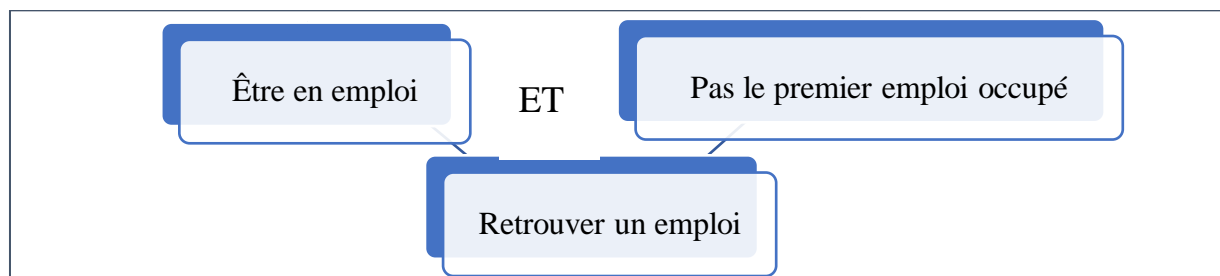 Être en emploi
ET
Pas le premier emploi occupé
Retrouver un emploi